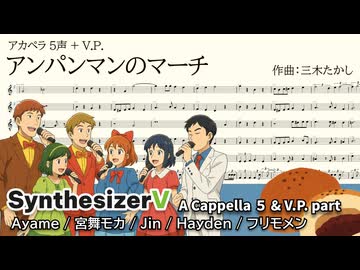 アカペラ 5声 + V.P.
アンパンマンのマーチ
作曲：三木たかし
SynthesizerV A Cappella 5 & V.P. part
Ayame / 宮舞モカ / Jin / Hayden / フリモメン